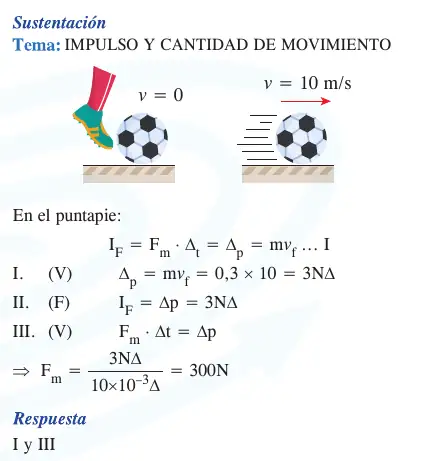 Sustentación
Tema: IMPULSO Y CANTIDAD DE MOVIMIENTO
v = 0
v = 10 m/s
En el puntapie:
I_F = F_m · Δ_t = Δ_p = mv_f ... I
I. (V) Δ_p = mv_f = 0,3 × 10 = 3NΔ
II. (F) I_F = Δp = 3NΔ
III. (V) F_m · Δt = Δp
⇒ F_m = 3NΔ / 10×10⁻³Δ = 300N
Respuesta
I y III